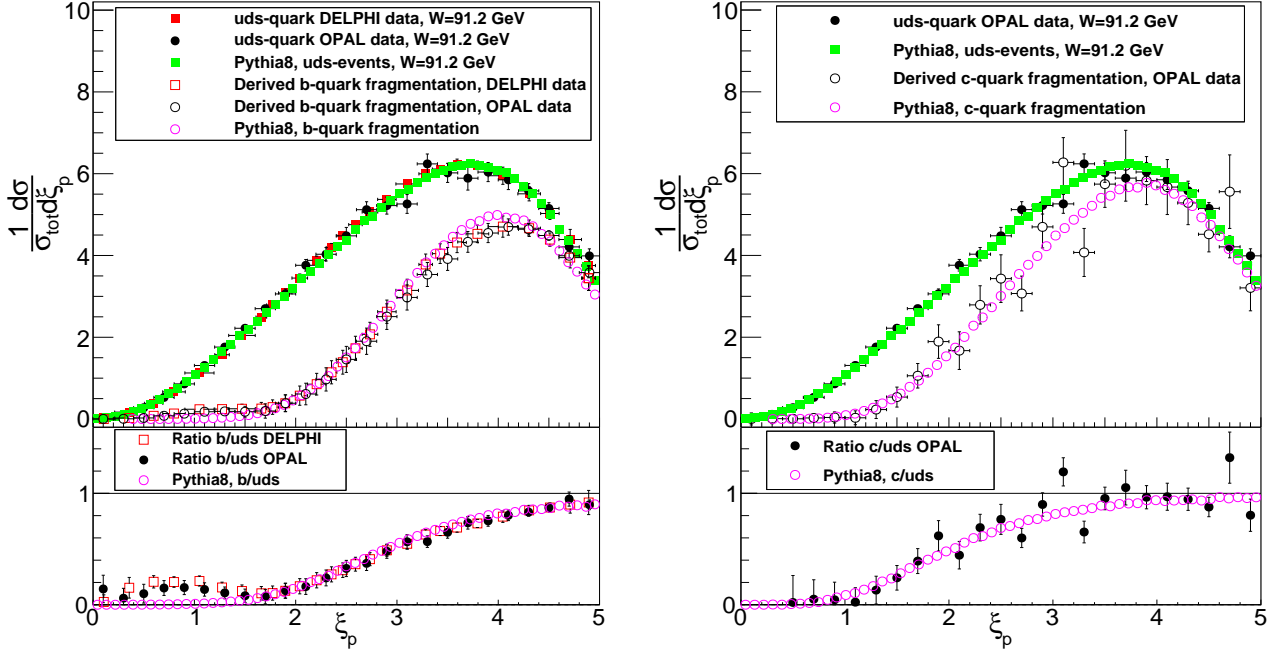 10
8
6
4
2
0
1 dσ
σtot dξp
uds-quark DELPHI data, W=91.2 GeV
uds-quark OPAL data, W=91.2 GeV
Pythia8, uds-events, W=91.2 GeV
Derived b-quark fragmentation, DELPHI data
Derived b-quark fragmentation, OPAL data
Pythia8, b-quark fragmentation
Ratio b/uds DELPHI
Ratio b/uds OPAL
Pythia8, b/uds
1
0
0 1 2 3 4 5
ξp
10
8
6
4
2
0
1 dσ
σtot dξp
uds-quark OPAL data, W=91.2 GeV
Pythia8, uds-events, W=91.2 GeV
Derived c-quark fragmentation, OPAL data
Pythia8, c-quark fragmentation
Ratio c/uds OPAL
Pythia8, c/uds
1
0
0 1 2 3 4 5
ξp